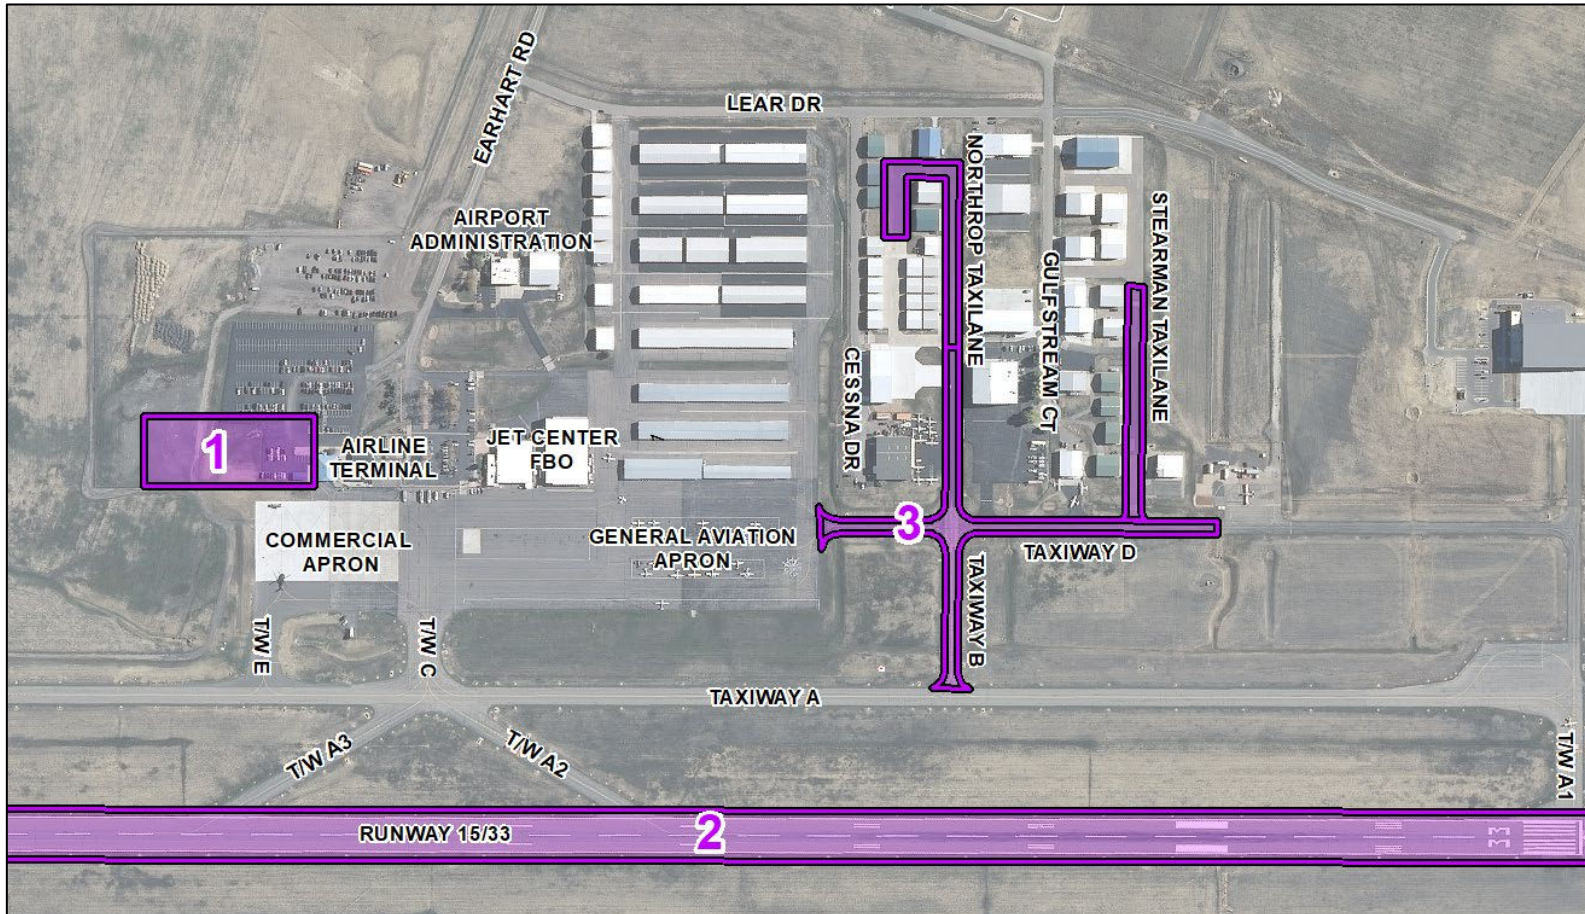 EARHART RD
LEAR DR
AIRPORT
ADMINISTRATION
NORTHROP TAXILANE
STEARMAN TAXILANE
GULFSTREAM CT
CESSNA DR
1
AIRLINE
TERMINAL
JET CENTER
FBO
COMMERCIAL
APRON
GENERAL AVIATION
APRON
3
TAXIWAY D
TAXIWAY B
T/W E
T/W C
TAXIWAY A
T/W A3
T/W A2
T/W A1
RUNWAY 15/33
2
33